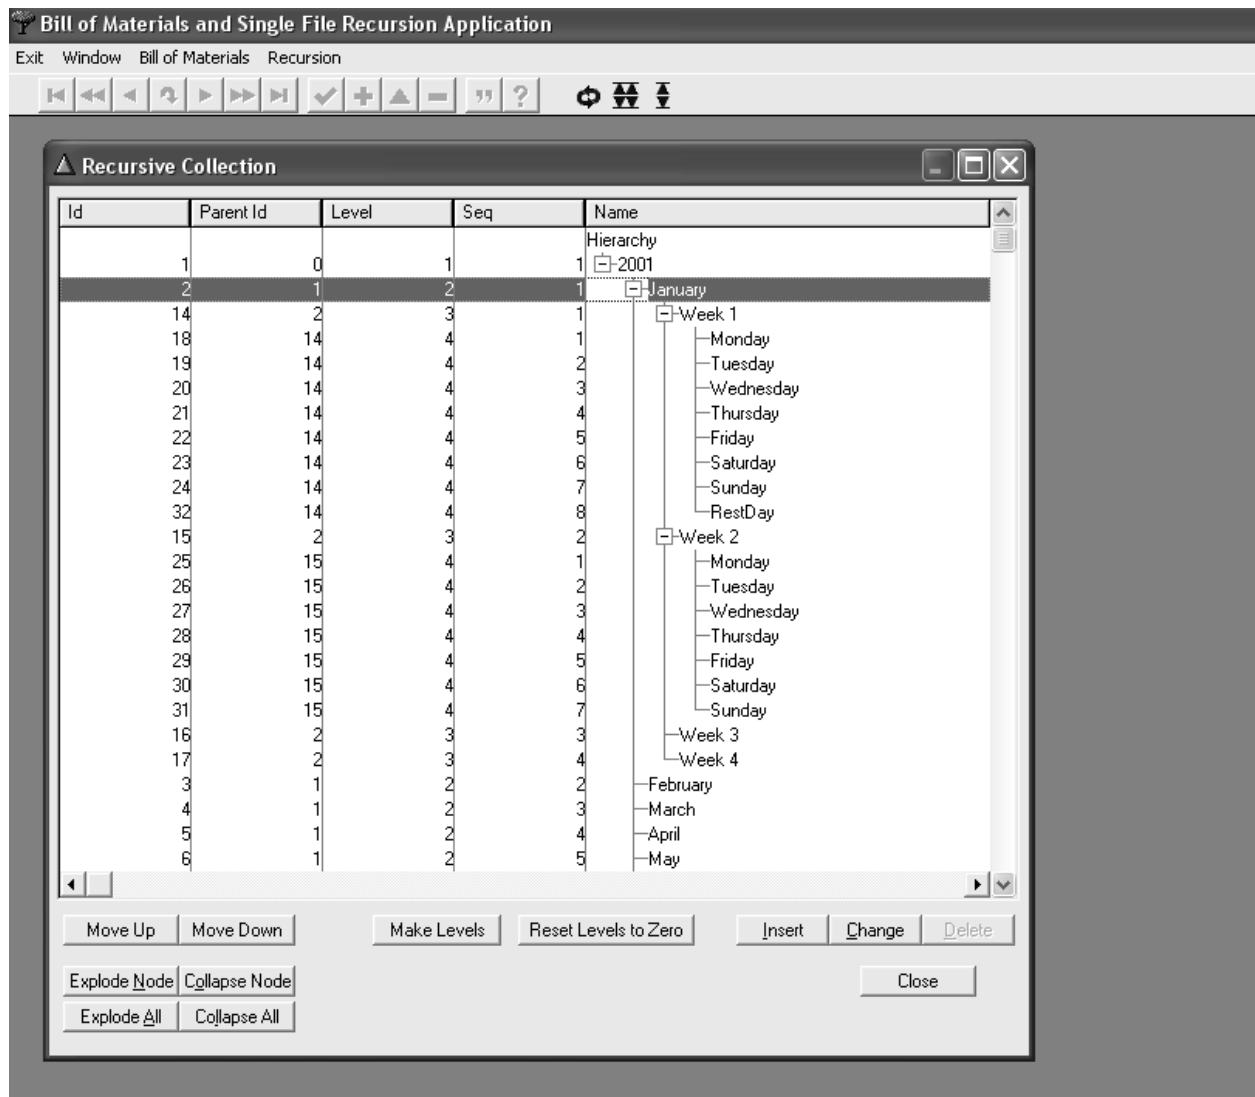 Bill of Materials and Single File Recursion Application
Exit Window Bill of Materials Recursion
Recursive Collection
Id Parent Id Level Seq Name
Hierarchy
1 0 1 1 2001
2 1 2 1 January
14 2 3 1 Week 1
18 14 4 1 Monday
19 14 4 2 Tuesday
20 14 4 3 Wednesday
21 14 4 4 Thursday
22 14 4 5 Friday
23 14 4 6 Saturday
24 14 4 7 Sunday
32 14 4 8 RestDay
15 2 3 2 Week 2
25 15 4 1 Monday
26 15 4 2 Tuesday
27 15 4 3 Wednesday
28 15 4 4 Thursday
29 15 4 5 Friday
30 15 4 6 Saturday
31 15 4 7 Sunday
16 2 3 3 Week 3
17 2 3 4 Week 4
3 1 2 2 February
4 1 2 3 March
5 1 2 4 April
6 1 2 5 May
Move Up Move Down Make Levels Reset Levels to Zero Insert Change Delete
Explode Node Collapse Node Close
Explode All Collapse All